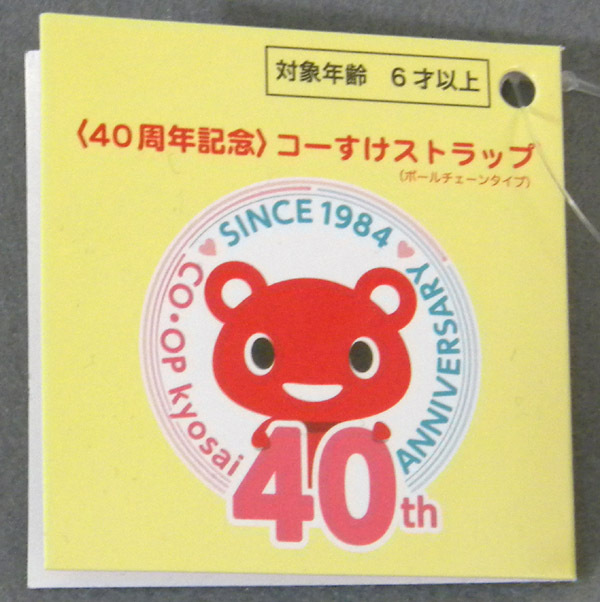 対象年齢 6才以上
〈40周年記念〉コーすけストラップ
(ボールチェーンタイプ)
CO・OP kyosai
SINCE 1984
ANNIVERSARY
40th